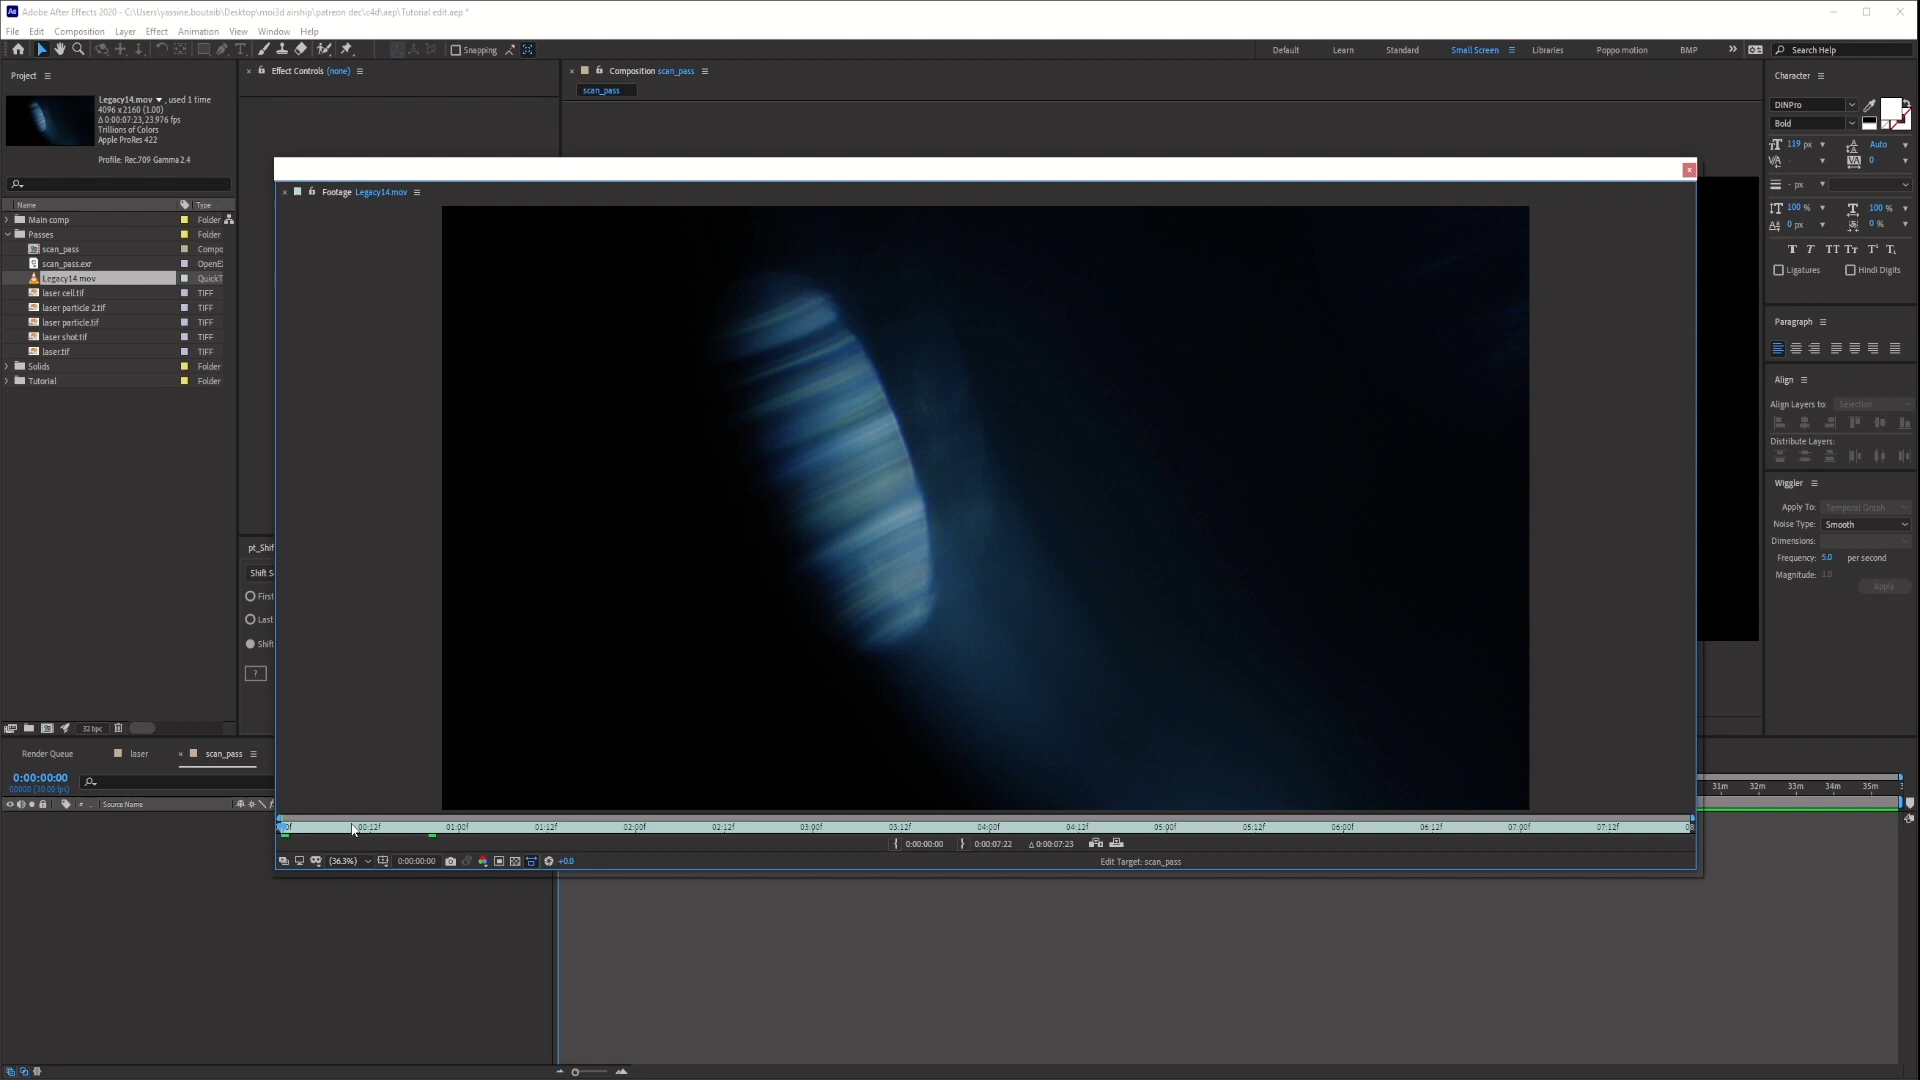 Adobe After Effects 2020 - C:\Users\yassine.boutaib\Desktop\moi3d airship\patreon dec\c4d\aep\Tutorial edit.aep *
File Edit Composition Layer Effect Animation View Window Help
Snapping Default Learn Standard Small Screen Libraries Poppo motion BMP Search Help
Project
Effect Controls (none)
Composition scan_pass
Character
scan_pass
Legacy14.mov , used 1 time
4096 x 2160 (1.00)
Δ 0:00:07:23, 23.976 fps
Trillions of Colors
Apple ProRes 422
Profile: Rec.709 Gamma 2.4
DINPro
Bold
119 px Auto
0
- px
100 % 100 %
0 px 0 %
T T TT Tr T¹ T₁
Ligatures Hindi Digits
Footage Legacy14.mov
Name Type
Main comp Folder
Passes Folder
scan_pass Compo
scan_pass.exr OpenE
Legacy14.mov QuickT
laser cell.tif TIFF
laser particle 2.tif TIFF
laser particle.tif TIFF
laser shot.tif TIFF
laser.tif TIFF
Solids Folder
Tutorial Folder
Paragraph
Align
Align Layers to: Selection
Distribute Layers:
Wiggler
Apply To: Temporal Graph
Noise Type: Smooth
Dimensions:
Frequency: 5.0 per second
Magnitude: 1.0
Apply
pt_Shif
Shift S
First
Last
Shift
?
32 bpc
Render Queue laser scan_pass
0:00:00:00
00000 (30.00 fps)
# Source Name
00:12f 01:00f 01:12f 02:00f 02:12f 03:00f 03:12f 04:00f 04:12f 05:00f 05:12f 06:00f 06:12f 07:00f 07:12f
0:00:00:00 0:00:07:22 Δ 0:00:07:23
(36.3%) 0:00:00:00 +0.0 Edit Target: scan_pass
31m 32m 33m 34m 35m